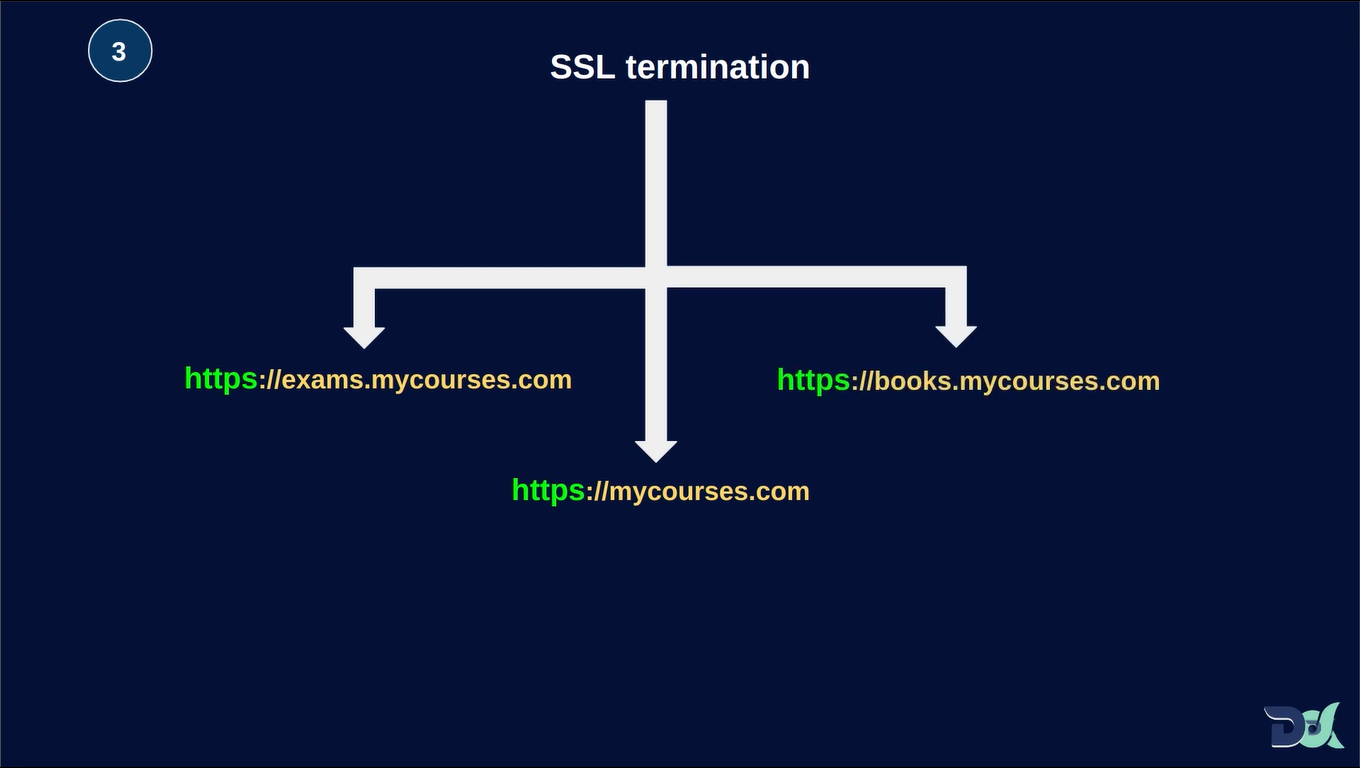 3
SSL termination
https://exams.mycourses.com
https://books.mycourses.com
https://mycourses.com